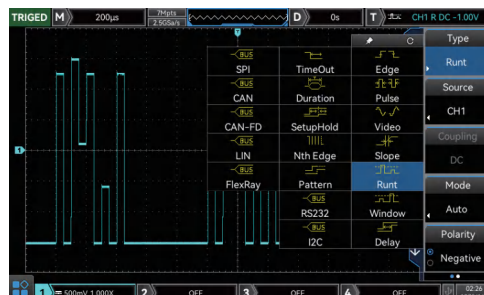 TRIGED M 200μs 7Mpts 2.5GSa/s D 0s T CH1 R DC -1.00V
Type
Runt
Source
CH1
Coupling
DC
Mode
Auto
Polarity
Negative
BUS
SPI TimeOut Edge
BUS
CAN Duration Pulse
BUS
CAN-FD SetupHold Video
BUS
LIN Nth Edge Slope
BUS
FlexRay Pattern Runt
BUS
RS232 Window
BUS
I2C Delay
1 500mV 1.000X 2 OFF 3 OFF 4 OFF 02:26